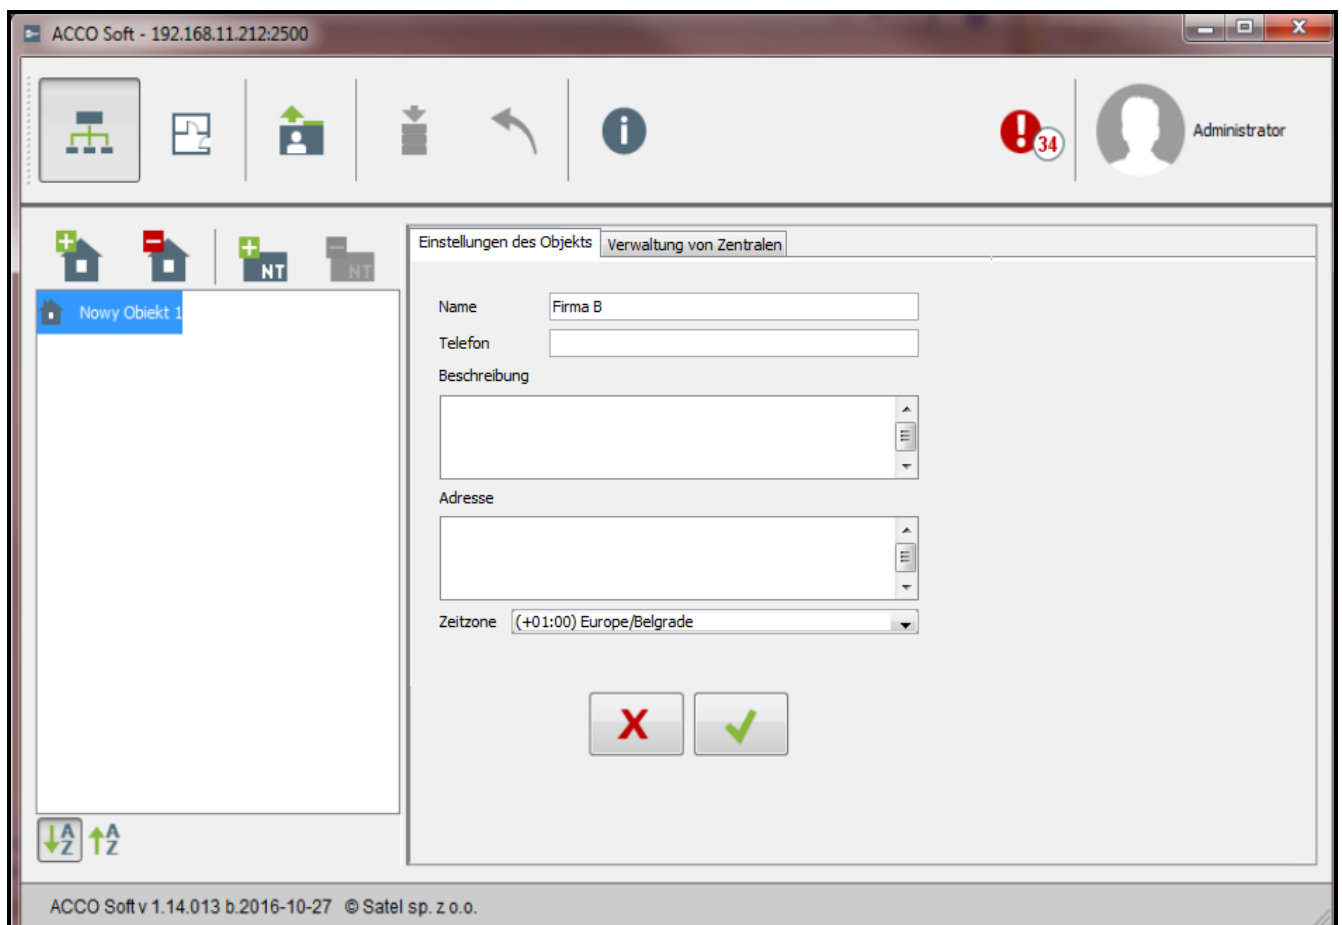 ACCO Soft - 192.168.11.212:2500
34
Administrator
NT
NT
Nowy Obiekt 1
Einstellungen des Objekts
Verwaltung von Zentralen
Name
Firma B
Telefon
Beschreibung
Adresse
Zeitzone
(+01:00) Europe/Belgrade
A
Z
A
Z
ACCO Soft v 1.14.013 b.2016-10-27 © Satel sp. z o.o.